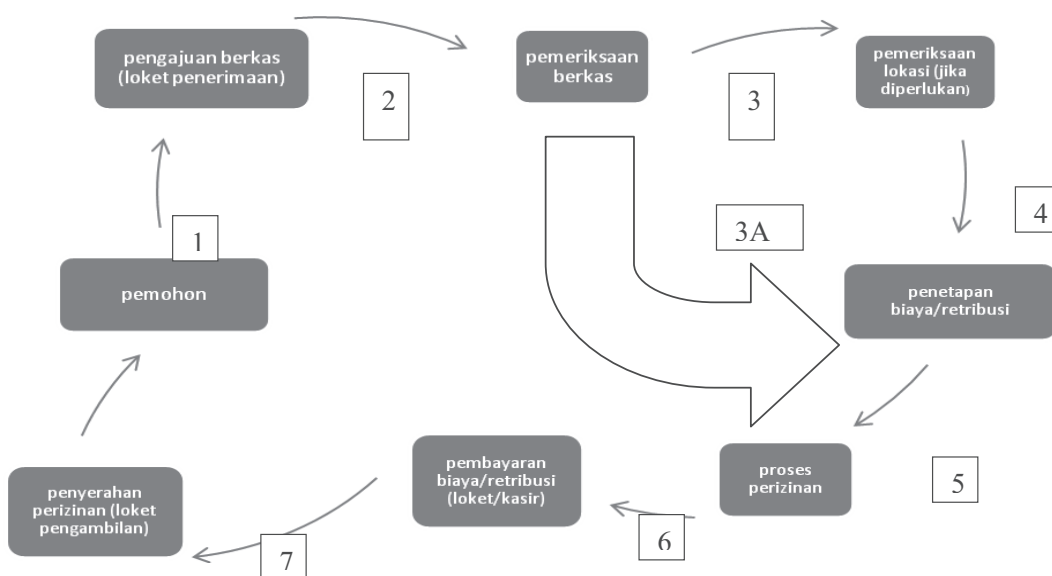 pengajuan berkas
(loket penerimaan)
2
pemeriksaan
berkas
3
pemeriksaan
lokasi (jika
diperlukan)
3A
4
1
pemohon
penetapan
biaya/retribusi
5
proses
perizinan
6
pembayaran
biaya/retribusi
(loket/kasir)
7
penyerahan
perizinan (loket
pengambilan)